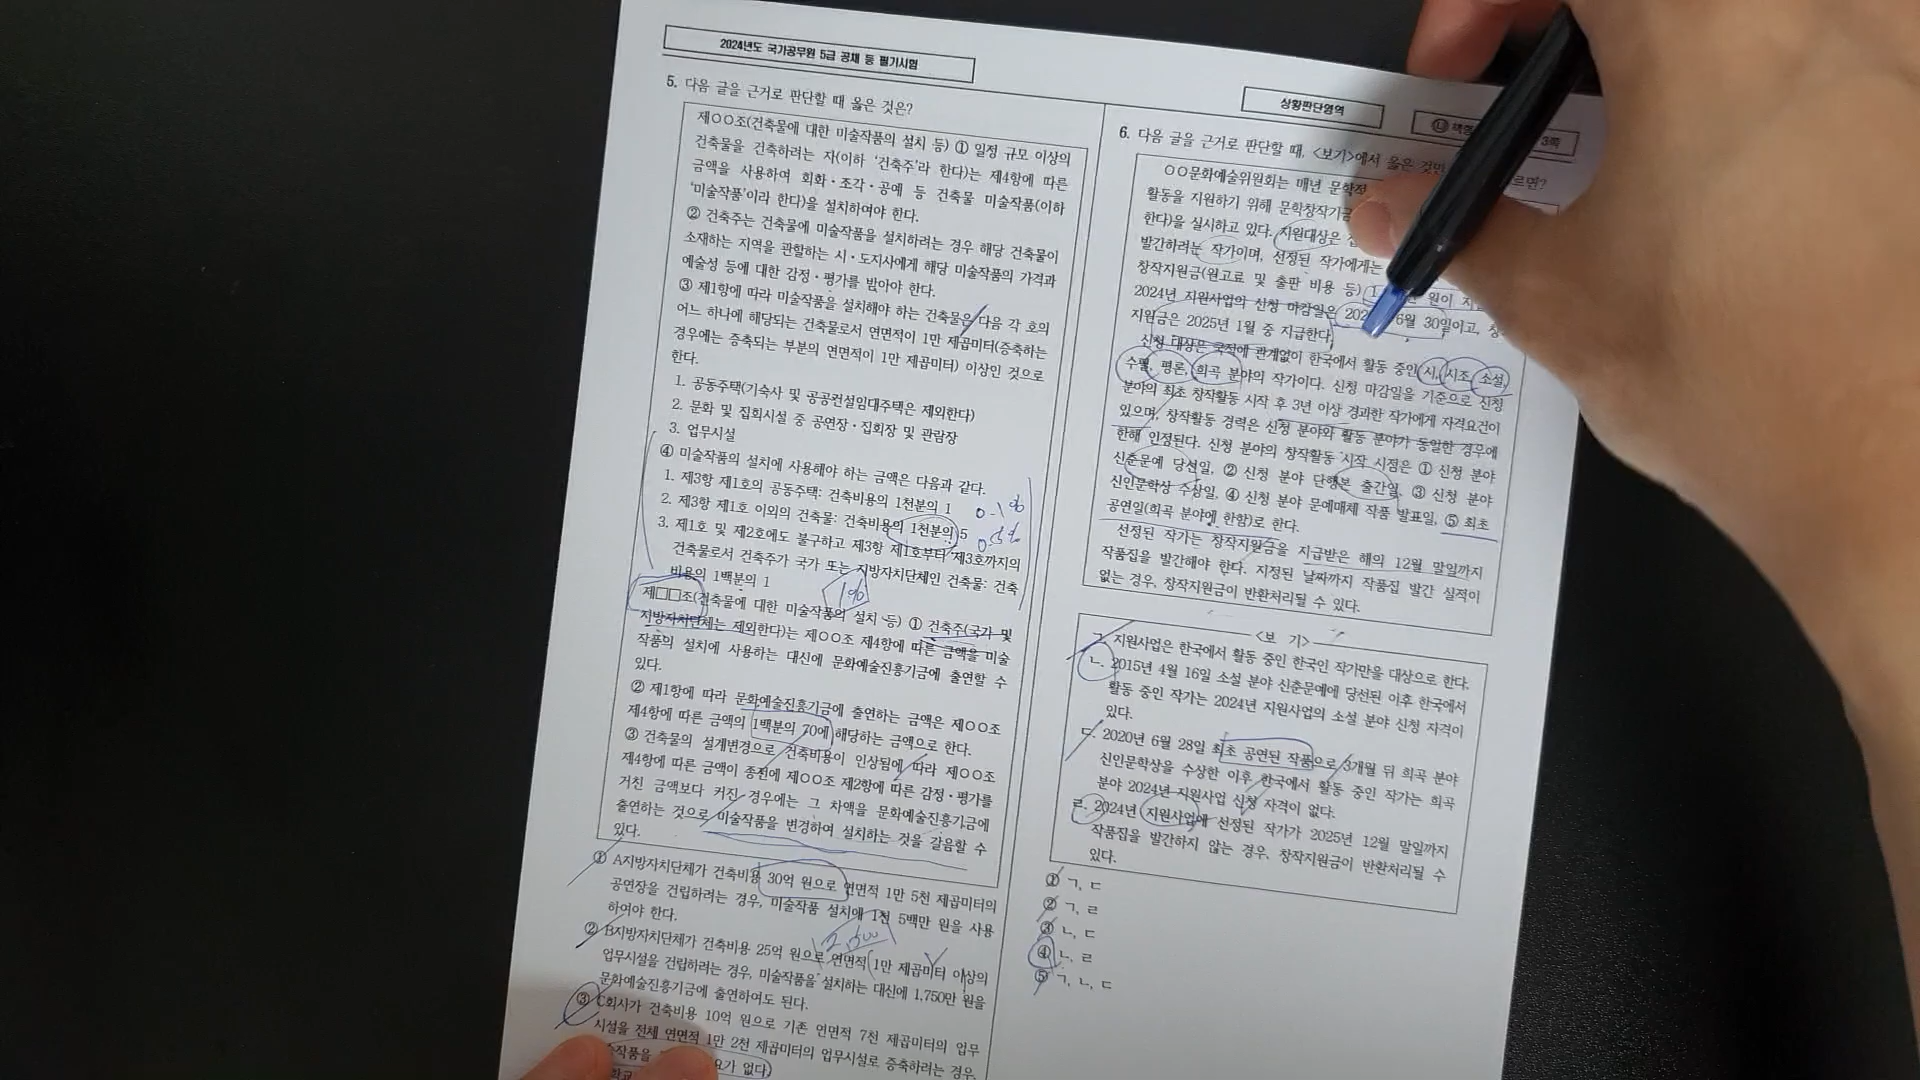 2024년도 국가공무원 5급 공채 등 필기시험
상황판단영역
3쪽
5. 다음 글을 근거로 판단할 때 옳은 것은?
제○○조(건축물에 대한 미술작품의 설치 등) ① 일정 규모 이상의
건축물을 건축하려는 자(이하 ‘건축주’라 한다)는 제4항에 따른
금액을 사용하여 회화·조각·공예 등 건축물 미술작품(이하
‘미술작품’이라 한다)을 설치하여야 한다.
② 건축주는 건축물에 미술작품을 설치하려는 경우 해당 건축물이
소재하는 지역을 관할하는 시·도지사에게 해당 미술작품의 가격과
예술성 등에 대한 감정·평가를 받아야 한다.
③ 제1항에 따라 미술작품을 설치해야 하는 건축물은 다음 각 호의
어느 하나에 해당되는 건축물로서 연면적이 1만 제곱미터(증축하는
경우에는 증축되는 부분의 연면적이 1만 제곱미터) 이상인 것으로
한다.
1. 공동주택(기숙사 및 공공건설임대주택은 제외한다)
2. 문화 및 집회시설 중 공연장·집회장 및 관람장
3. 업무시설
④ 미술작품의 설치에 사용해야 하는 금액은 다음과 같다.
1. 제3항 제1호의 공동주택: 건축비용의 1천분의 1
0.1%
2. 제3항 제1호 이외의 건축물: 건축비용의 1천분의 5
0.5%
3. 제1호 및 제2호에도 불구하고 제3항 제1호부터 제3호까지의
건축물로서 건축주가 국가 또는 지방자치단체인 건축물: 건축
비용의 1백분의 1
1%
제□□조(건축물에 대한 미술작품의 설치 등) ① 건축주(국가 및
지방자치단체는 제외한다)는 제○○조 제4항에 따른 금액을 미술
작품의 설치에 사용하는 대신에 문화예술진흥기금에 출연할 수
있다.
② 제1항에 따라 문화예술진흥기금에 출연하는 금액은 제○○조
제4항에 따른 금액의 1백분의 70에 해당하는 금액으로 한다.
③ 건축물의 설계변경으로 건축비용이 인상됨에 따라 제○○조
제4항에 따른 금액이 종전에 제○○조 제2항에 따른 감정·평가를
거친 금액보다 커진 경우에는 그 차액을 문화예술진흥기금에
출연하는 것으로 미술작품을 변경하여 설치하는 것을 갈음할 수
있다.
① A지방자치단체가 건축비용 30억 원으로 연면적 1만 5천 제곱미터의
공연장을 건립하려는 경우, 미술작품 설치에 1천 5백만 원을 사용
하여야 한다.
② B지방자치단체가 건축비용 25억 원으로 연면적 1만 제곱미터 이상의
업무시설을 건립하려는 경우, 미술작품을 설치하는 대신에 1,750만 원을
문화예술진흥기금에 출연하여도 된다.
③ C회사가 건축비용 10억 원으로 기존 연면적 7천 제곱미터의 업무
시설을 전체 연면적 1만 2천 제곱미터의 업무시설로 증축하려는 경우,
작품을
요가 없다.
6. 다음 글을 근거로 판단할 때, <보기>에서 옳은 것만
르면?
○○문화예술위원회는 매년 문학적
활동을 지원하기 위해 문학창작기금
한다)을 실시하고 있다. 지원대상은
발간하려는 작가이며, 선정된 작가에게는
창작지원금(원고료 및 출판 비용 등) 원이
2024년 지원사업의 신청 마감일은 6월 30일이고,
지원금은 2025년 1월 중 지급한다.
신청 대상은 국적에 관계없이 한국에서 활동 중인 시, 시조, 소설,
수필, 평론, 희곡 분야의 작가이다. 신청 마감일을 기준으로 신청
분야의 최초 창작활동 시작 후 3년 이상 경과한 작가에게 자격요건이
있으며, 창작활동 경력은 신청 분야와 활동 분야가 동일한 경우에
한해 인정된다. 신청 분야의 창작활동 시작 시점은 ① 신청 분야
신춘문예 당선일, ② 신청 분야 단행본 출간일, ③ 신청 분야
신인문학상 수상일, ④ 신청 분야 문예매체 작품 발표일, ⑤ 최초
공연일(희곡 분야에 한함)로 한다.
선정된 작가는 창작지원금을 지급받은 해의 12월 말일까지
작품집을 발간해야 한다. 지정된 날짜까지 작품집 발간 실적이
없는 경우, 창작지원금이 반환처리될 수 있다.
<보 기>
ㄱ. 지원사업은 한국에서 활동 중인 한국인 작가만을 대상으로 한다.
ㄴ. 2015년 4월 16일 소설 분야 신춘문예에 당선된 이후 한국에서
활동 중인 작가는 2024년 지원사업의 소설 분야 신청 자격이
있다.
ㄷ. 2020년 6월 28일 최초 공연된 작품으로 3개월 뒤 희곡 분야
신인문학상을 수상한 이후 한국에서 활동 중인 작가는 희곡
분야 2024년 지원사업 신청 자격이 없다.
ㄹ. 2024년 지원사업에 선정된 작가가 2025년 12월 말일까지
작품집을 발간하지 않는 경우, 창작지원금이 반환처리될 수
있다.
① ㄱ, ㄷ
② ㄱ, ㄹ
③ ㄴ, ㄷ
④ ㄴ, ㄹ
⑤ ㄱ, ㄴ, ㄷ